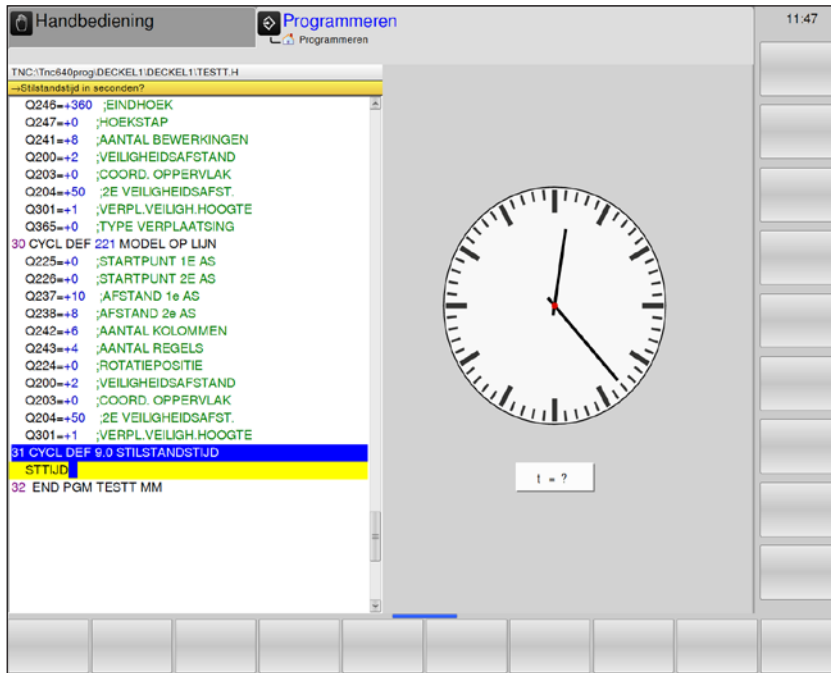 Handbediening
Programmeren
Programmeren
11:47
TNC:\Tnc640prog\DECKEL1\DECKEL1\TESTT.H
→Stilstandstijd in seconden?
Q246=+360 ;EINDHOEK
Q247=+0 ;HOEKSTAP
Q241=+8 ;AANTAL BEWERKINGEN
Q200=+2 ;VEILIGHEIDSAFSTAND
Q203=+0 ;COORD. OPPERVLAK
Q204=+50 ;2E VEILIGHEIDSAFST.
Q301=+1 ;VERPL.VEILIGH.HOOGTE
Q365=+0 ;TYPE VERPLAATSING
30 CYCL DEF 221 MODEL OP LIJN
Q225=+0 ;STARTPUNT 1E AS
Q226=+0 ;STARTPUNT 2E AS
Q237=+10 ;AFSTAND 1e AS
Q238=+8 ;AFSTAND 2e AS
Q242=+6 ;AANTAL KOLOMMEN
Q243=+4 ;AANTAL REGELS
Q224=+0 ;ROTATIEPOSITIE
Q200=+2 ;VEILIGHEIDSAFSTAND
Q203=+0 ;COORD. OPPERVLAK
Q204=+50 ;2E VEILIGHEIDSAFST.
Q301=+1 ;VERPL.VEILIGH.HOOGTE
31 CYCL DEF 9.0 STILSTANDSTIJD
STTIJD
32 END PGM TESTT MM
t = ?